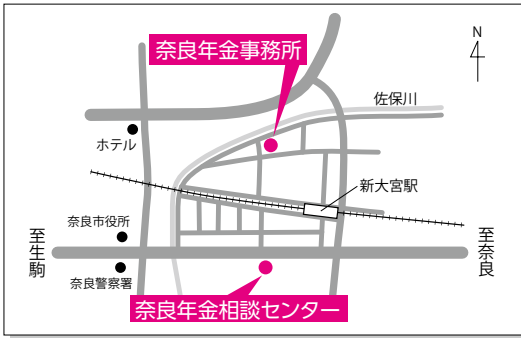 奈良年金事務所
N
佐保川
ホテル
新大宮駅
奈良市役所
至生駒
至奈良
奈良警察署
奈良年金相談センター